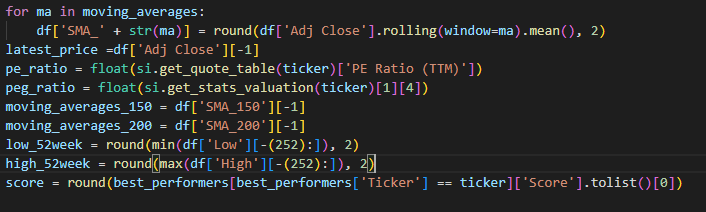 for ma in moving_averages:
    df['SMA_' + str(ma)] = round(df['Adj Close'].rolling(window=ma).mean(), 2)
latest_price =df['Adj Close'][-1]
pe_ratio = float(si.get_quote_table(ticker)['PE Ratio (TTM)'])
peg_ratio = float(si.get_stats_valuation(ticker)[1][4])
moving_averages_150 = df['SMA_150'][-1]
moving_averages_200 = df['SMA_200'][-1]
low_52week = round(min(df['Low'][-(252):]), 2)
high_52week = round(max(df['High'][-(252):]), 2)
score = round(best_performers[best_performers['Ticker'] == ticker]['Score'].tolist()[0])